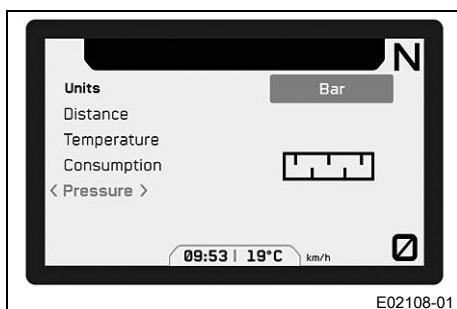 N
Units
Bar
Distance
Temperature
Consumption
< Pressure >
09:53 | 19°C km/h
0
E02108-01